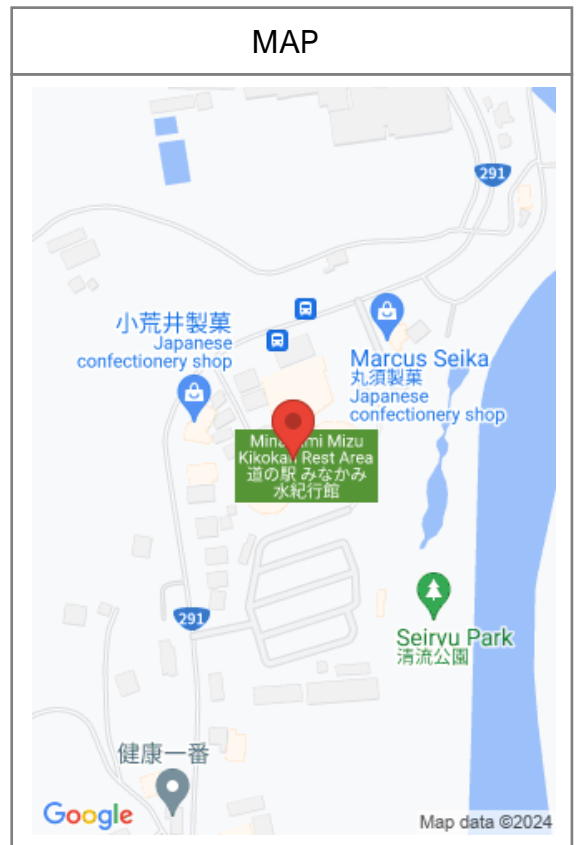 MAP
291
小荒井製菓
Japanese
confectionery shop
Marcus Seika
丸須製菓
Japanese
confectionery shop
Kikokan Rest Area
道の駅 みなかみ
水紀行館
291
Seiryu Park
清流公園
健康一番
Google
Map data ©2024